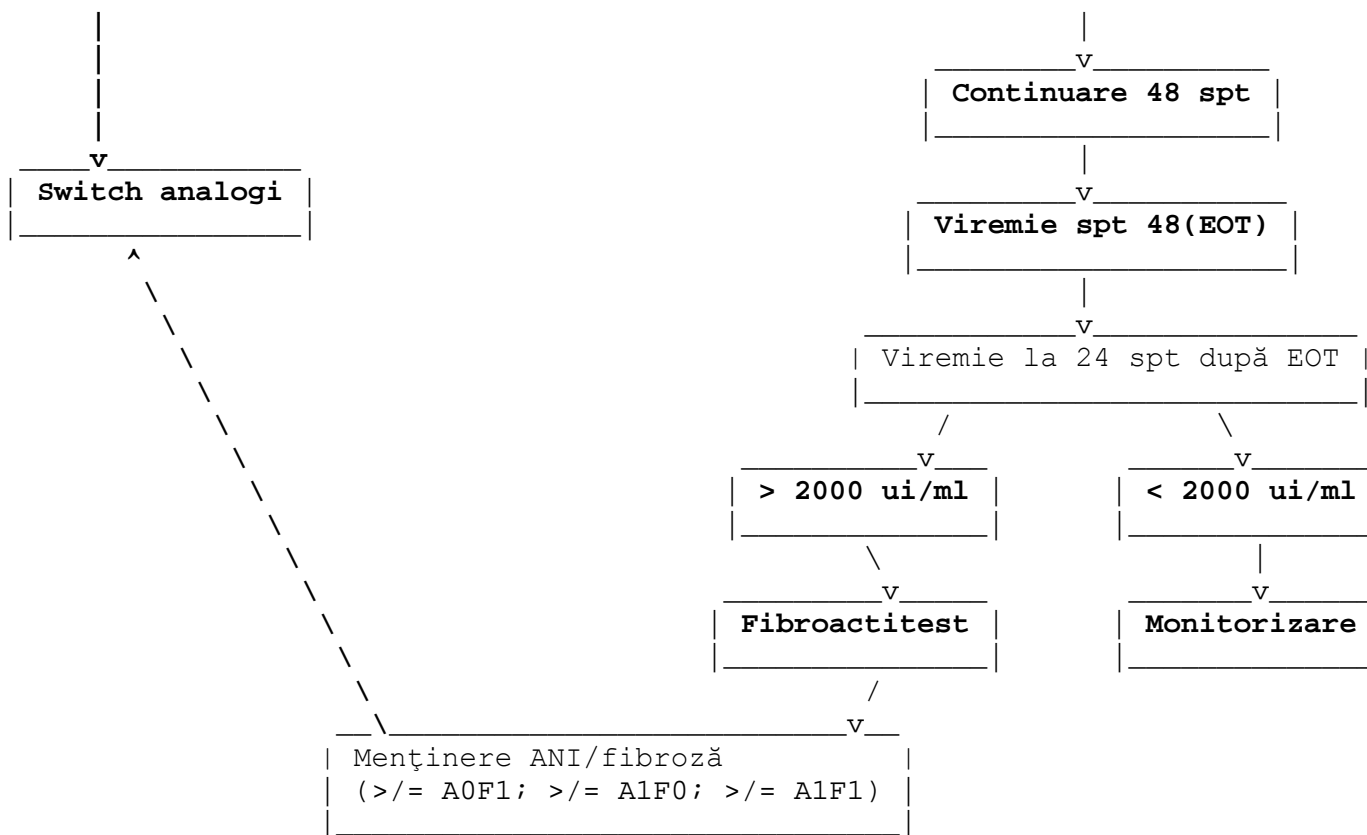 Continuare 48 spt
Switch analogi
Viremie spt 48(EOT)
Viremie la 24 spt după EOT
> 2000 ui/ml
< 2000 ui/ml
Fibroactitest
Monitorizare
Menţinere ANI/fibroză
(>/= A0F1; >/= A1F0; >/= A1F1)